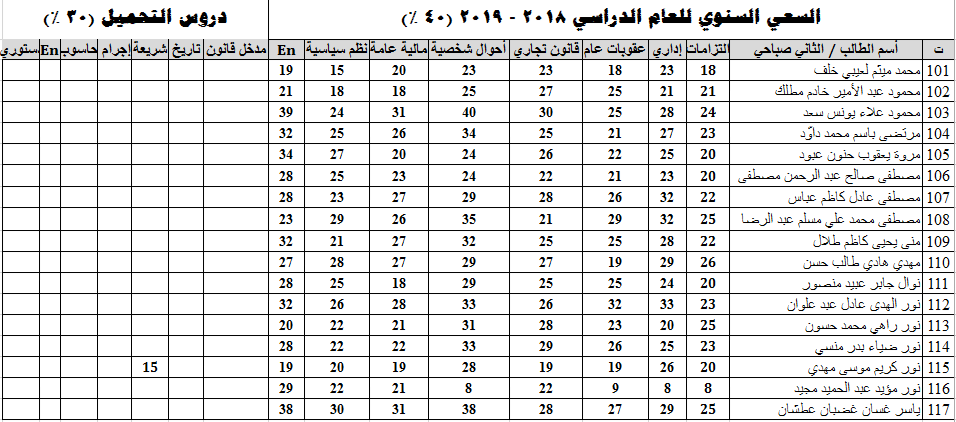 السعي السنوي للعام الدراسي ٢٠١٨ - ٢٠١٩ (٤٠ ٪) دروس التحميل (٣٠ ٪)
ت أسم الطالب / الثاني صباحي التزامات إداري عقوبات عام قانون تجاري أحوال شخصية مالية عامة نظم سياسية En مدخل قانون تاريخ شريعة إجرام حاسوب En دستوري
101 محمد ميثم لعيبي خلف 18 23 18 23 23 20 15 19
102 محمود عبد الأمير خادم مطلك 21 21 25 27 25 18 18 21
103 محمود علاء يونس سعد 24 28 25 30 40 31 24 39
104 مرتضى باسم محمد داوّد 23 27 21 25 34 26 25 32
105 مروة يعقوب حنون عبود 20 25 22 26 24 20 27 34
106 مصطفى صالح عبد الرحمن مصطفى 20 23 21 22 24 23 25 28
107 مصطفى عادل كاظم عباس 22 32 26 28 29 27 23 28
108 مصطفى محمد علي مسلم عبد الرضا 25 32 29 21 35 26 29 23
109 منى يحيى كاظم طلال 22 28 25 25 32 27 21 32
110 مهدي هادي طالب حسن 26 29 19 27 29 27 28 27
111 نوال جابر عبيد منصور 20 24 25 25 29 18 25 28
112 نور الهدى عادل عبد علوان 23 33 32 26 33 28 26 32
113 نور راهي محمد حسون 25 20 23 28 31 21 22 20
114 نور ضياء بدر منسي 23 25 26 29 33 22 22 28
115 نور كريم موسى مهدي 20 26 19 19 28 19 20 19 15
116 نور مؤيد عبد الحميد مجيد 8 8 9 22 8 21 22 29
117 ياسر غسان غضبان عطشان 25 29 27 28 38 31 30 38